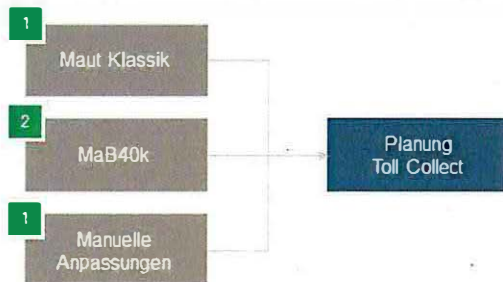 1
Maut Klassik
2
MaB40k
Planung
Toll Collect
1
Manuelle
Anpassungen